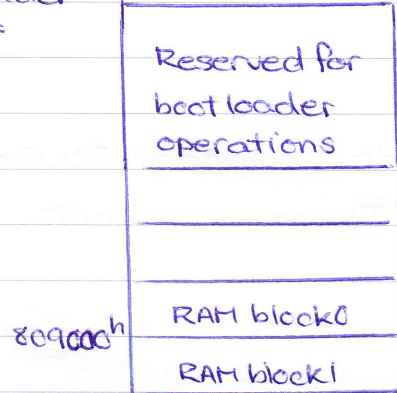 Reserved for
boot loader
operations
RAM block0
809000h
RAM block1